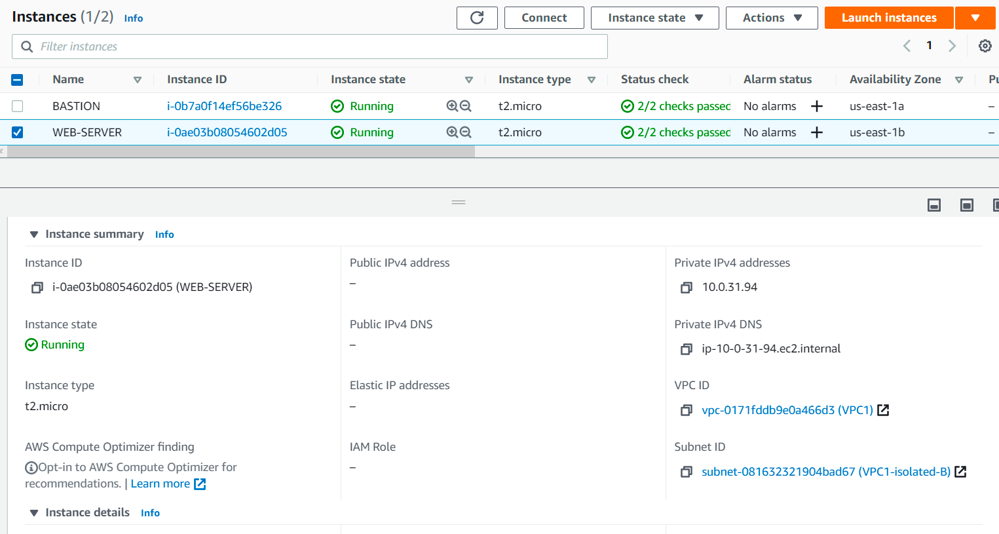 Instances (1/2) Info Connect Instance state Actions Launch instances
Filter instances 1
Name Instance ID Instance state Instance type Status check Alarm status Availability Zone
BASTION i-0b7a0f14ef56be326 Running t2.micro 2/2 checks passed No alarms + us-east-1a –
WEB-SERVER i-0ae03b08054602d05 Running t2.micro 2/2 checks passed No alarms + us-east-1b –
Instance summary Info
Instance ID Public IPv4 address Private IPv4 addresses
i-0ae03b08054602d05 (WEB-SERVER) – 10.0.31.94
Instance state Public IPv4 DNS Private IPv4 DNS
Running – ip-10-0-31-94.ec2.internal
Instance type Elastic IP addresses VPC ID
t2.micro – vpc-0171fddb9e0a466d3 (VPC1)
AWS Compute Optimizer finding IAM Role Subnet ID
Opt-in to AWS Compute Optimizer for – subnet-081632321904bad67 (VPC1-isolated-B)
recommendations. | Learn more
Instance details Info